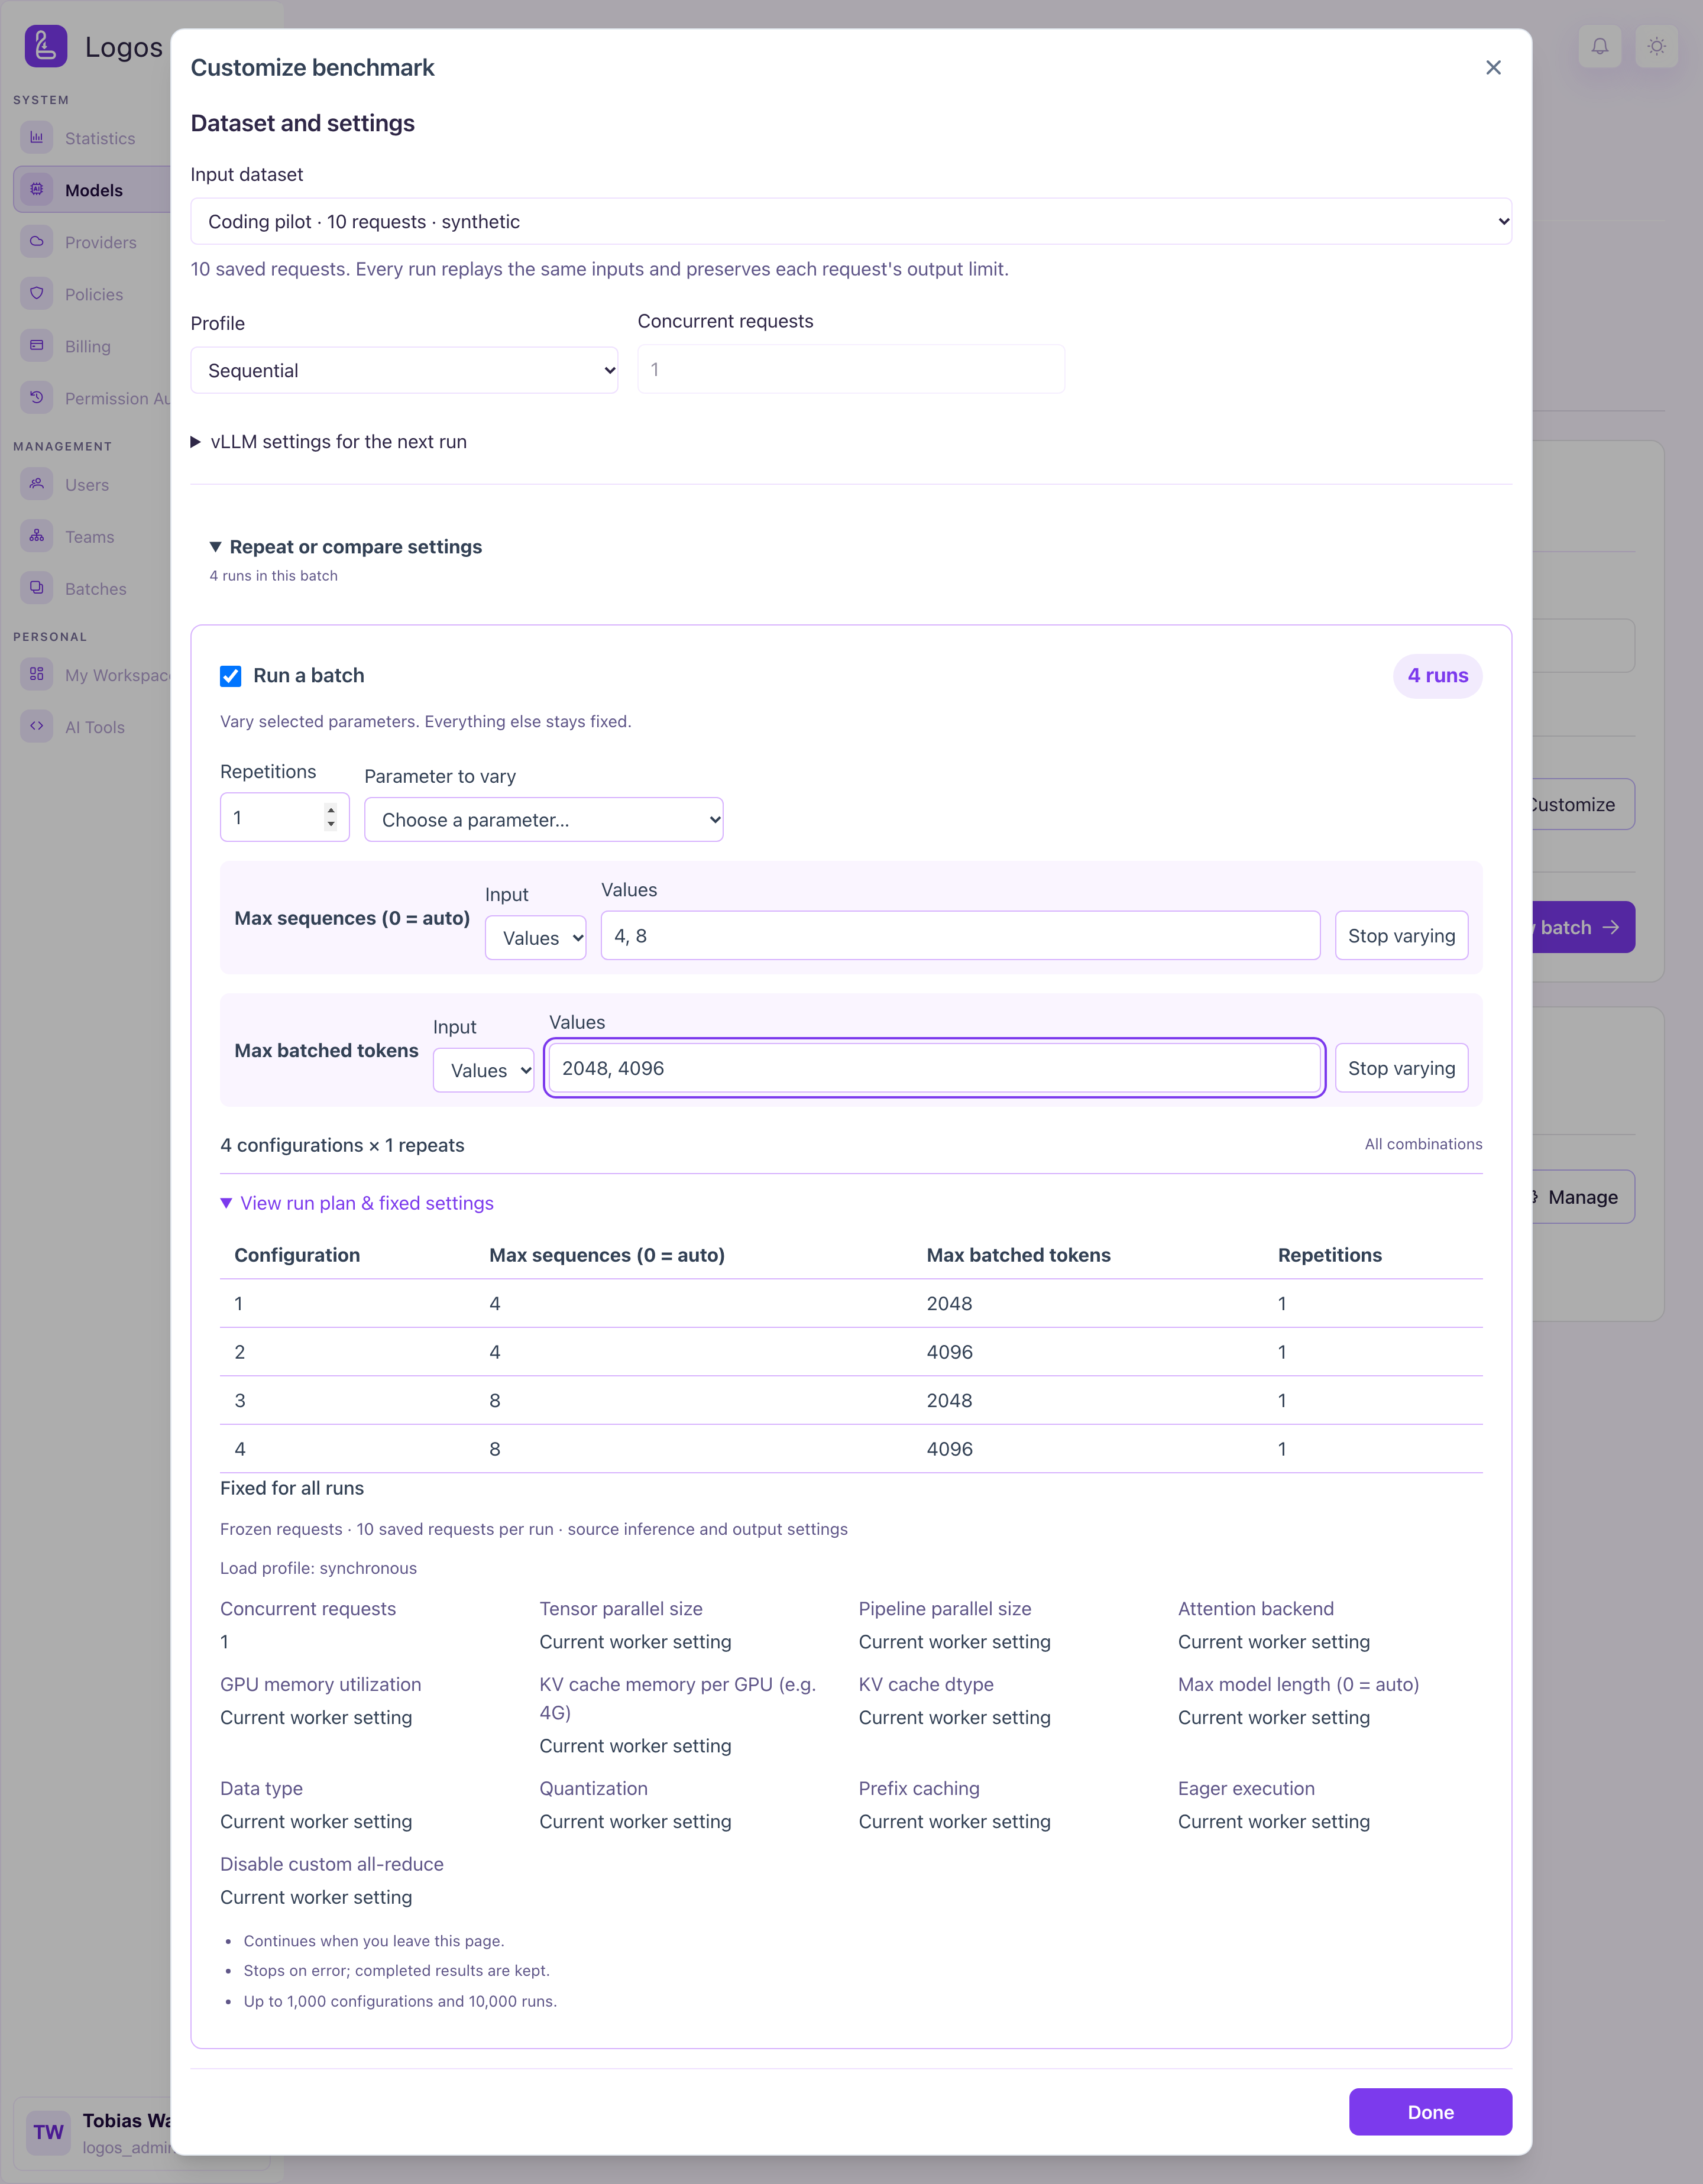 Logos
SYSTEM
Statistics
Models
Providers
Policies
Billing
Permission Au
MANAGEMENT
Users
Teams
Batches
PERSONAL
My Workspac
AI Tools
TW
Tobias Wa
logos_admi
Customize benchmark
Dataset and settings
Input dataset
Coding pilot · 10 requests · synthetic
10 saved requests. Every run replays the same inputs and preserves each request's output limit.
Profile
Concurrent requests
Sequential
1
vLLM settings for the next run
Repeat or compare settings
4 runs in this batch
Run a batch
4 runs
Vary selected parameters. Everything else stays fixed.
Repetitions
Parameter to vary
1
Choose a parameter...
Max sequences (0 = auto)
Input
Values
Values
4, 8
Stop varying
Max batched tokens
Input
Values
Values
2048, 4096
Stop varying
4 configurations × 1 repeats
All combinations
View run plan & fixed settings
Configuration Max sequences (0 = auto) Max batched tokens Repetitions
1 4 2048 1
2 4 4096 1
3 8 2048 1
4 8 4096 1
Fixed for all runs
Frozen requests · 10 saved requests per run · source inference and output settings
Load profile: synchronous
Concurrent requests
1
Tensor parallel size
Current worker setting
Pipeline parallel size
Current worker setting
Attention backend
Current worker setting
GPU memory utilization
Current worker setting
KV cache memory per GPU (e.g.
4G)
Current worker setting
KV cache dtype
Current worker setting
Max model length (0 = auto)
Current worker setting
Data type
Current worker setting
Quantization
Current worker setting
Prefix caching
Current worker setting
Eager execution
Current worker setting
Disable custom all-reduce
Current worker setting
• Continues when you leave this page.
• Stops on error; completed results are kept.
• Up to 1,000 configurations and 10,000 runs.
Done
Customize
batch
Manage